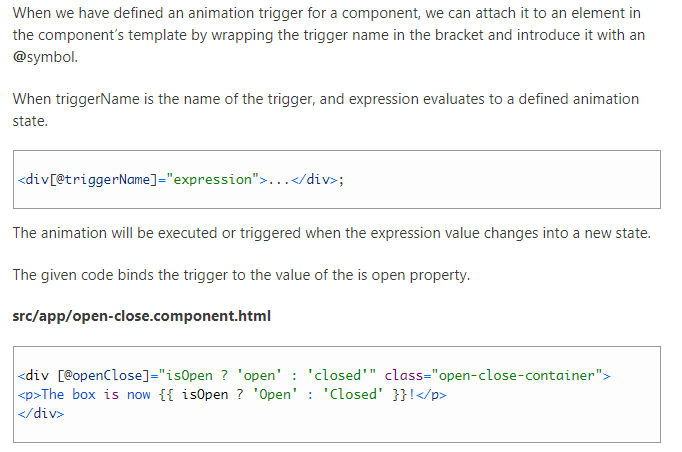 When we have defined an animation trigger for a component, we can attach it to an element in
the component's template by wrapping the trigger name in the bracket and introduce it with an
@symbol.
When triggerName is the name of the trigger, and expression evaluates to a defined animation
state.
<div[@triggerName]="expression">...</div>;
The animation will be executed or triggered when the expression value changes into a new state.
The given code binds the trigger to the value of the is open property.
src/app/open-close.component.html
<div [@openClose]="isOpen ? 'open' : 'closed'" class="open-close-container">
<p>The box is now {{ isOpen ? 'Open' : 'Closed' }}!</p>
</div>